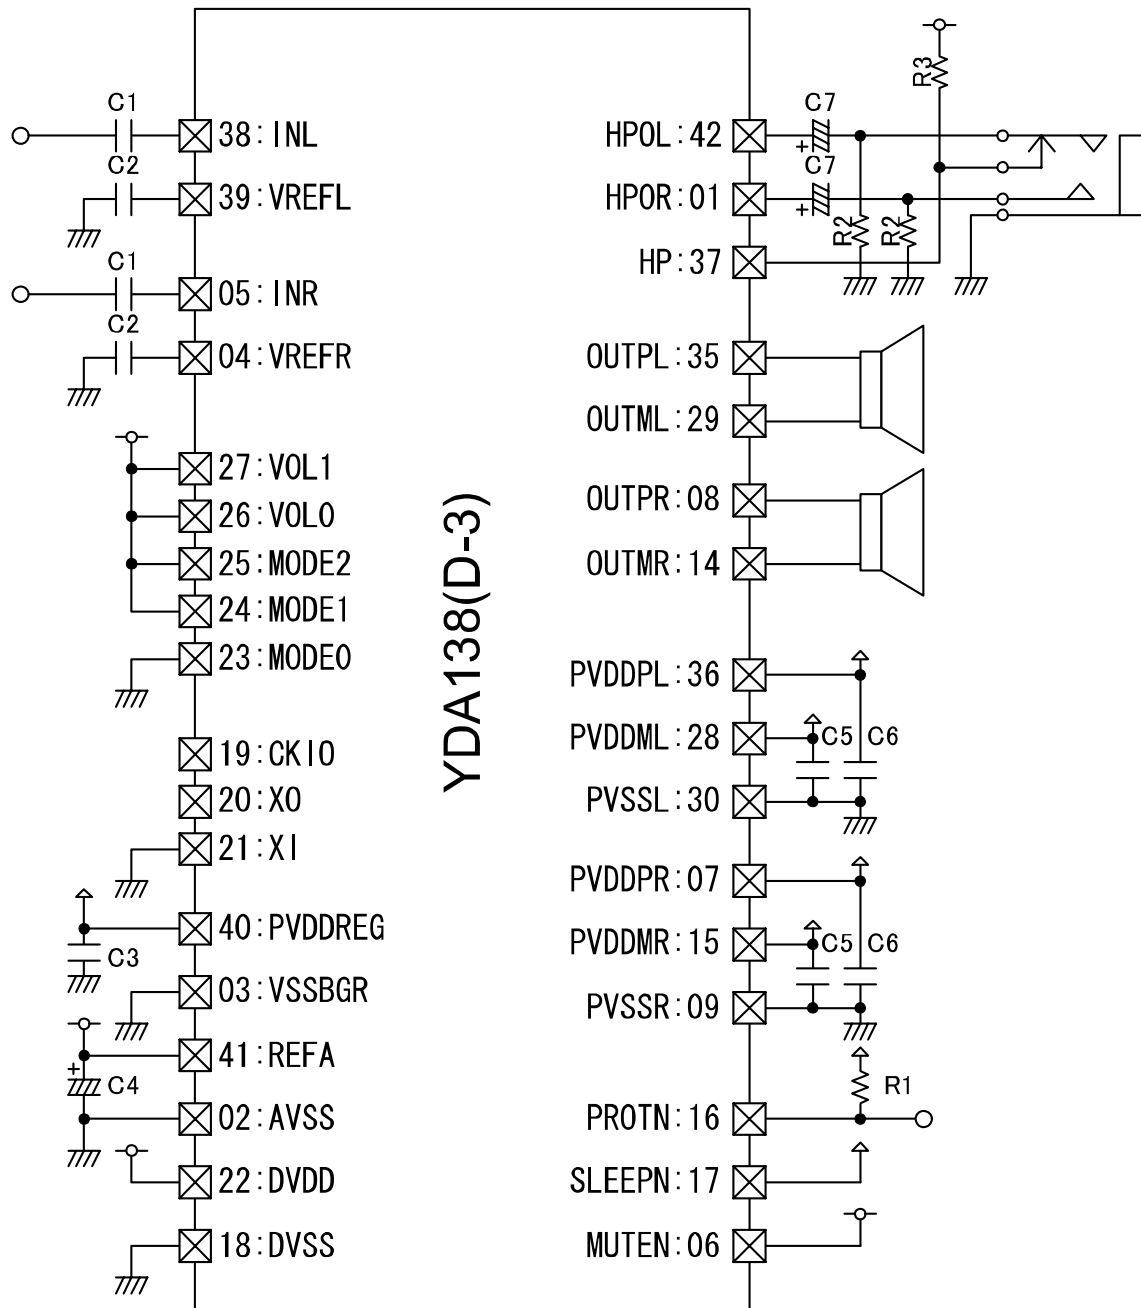 C1
38:INL
C2
39:VREFL
C1
05:INR
C2
04:VREFR
27:VOL1
26:VOL0
25:MODE2
24:MODE1
23:MODE0
19:CKIO
20:XO
21:XI
40:PVDDREG
C3
03:VSSBGR
41:REFA
+
C4
02:AVSS
22:DVDD
18:DVSS
YDA138(D-3)
R3
C7
HPOL:42
+
C7
HPOR:01
+
R2
R2
HP:37
OUTPL:35
OUTML:29
OUTPR:08
OUTMR:14
PVDDPL:36
PVDDML:28
C5
C6
PVSSL:30
PVDDPR:07
PVDDMR:15
C5
C6
PVSSR:09
R1
PROTN:16
SLEEPN:17
MUTEN:06